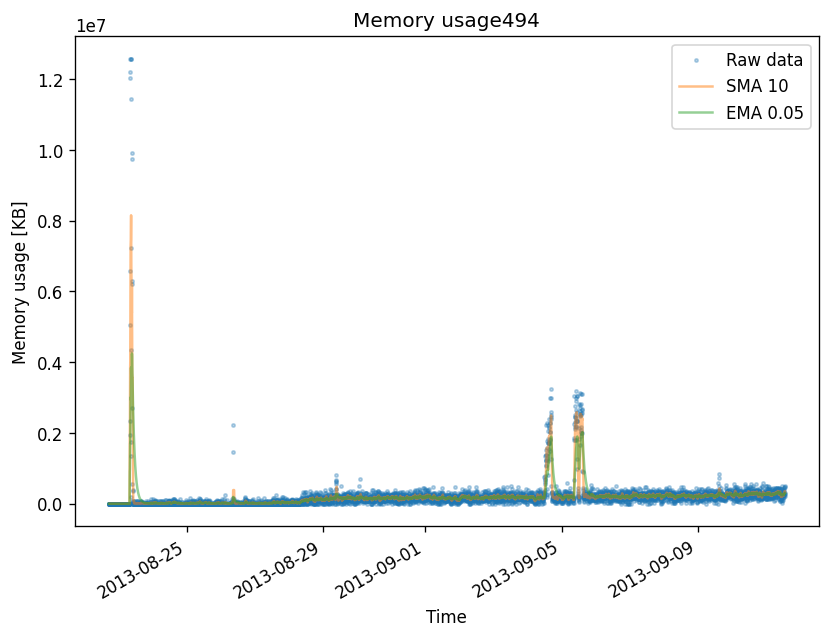 Memory usage494
1e7
Raw data
SMA 10
EMA 0.05
1.2
1.0
0.8
0.6
0.4
0.2
0.0
Memory usage [KB]
2013-08-25
2013-08-29
2013-09-01
2013-09-05
2013-09-09
Time